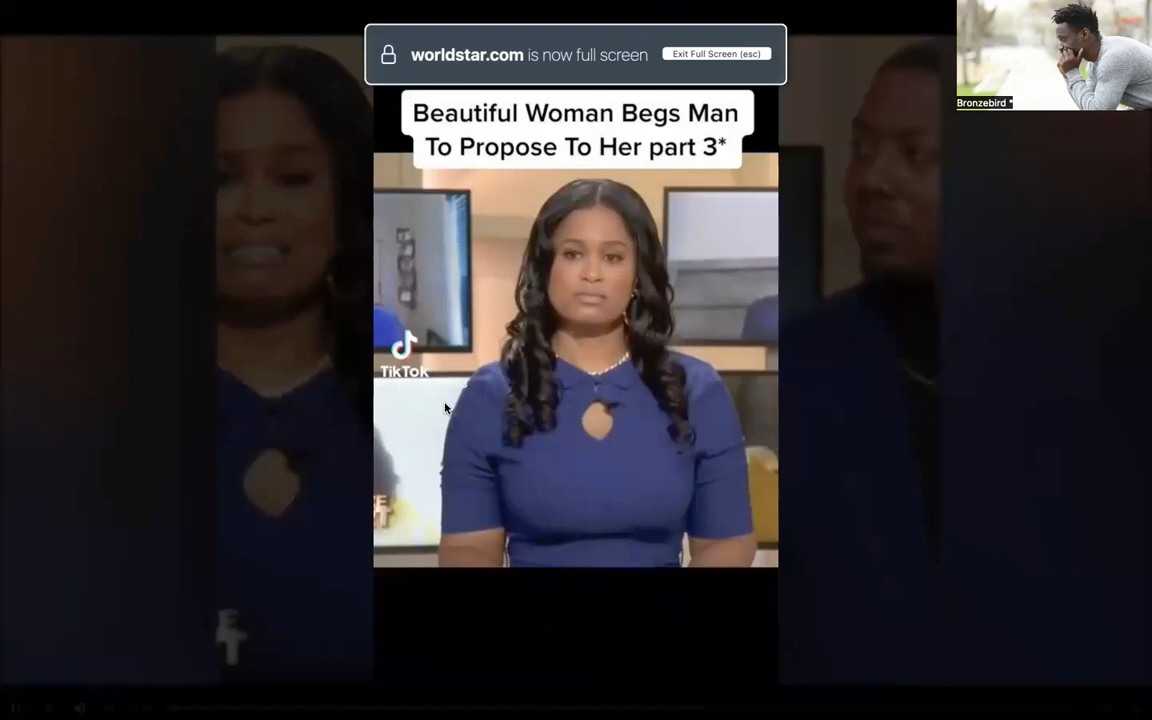 worldstar.com is now full screen
Exit Full Screen (esc)
Bronzebird *
Beautiful Woman Begs Man
To Propose To Her part 3*
TikTok